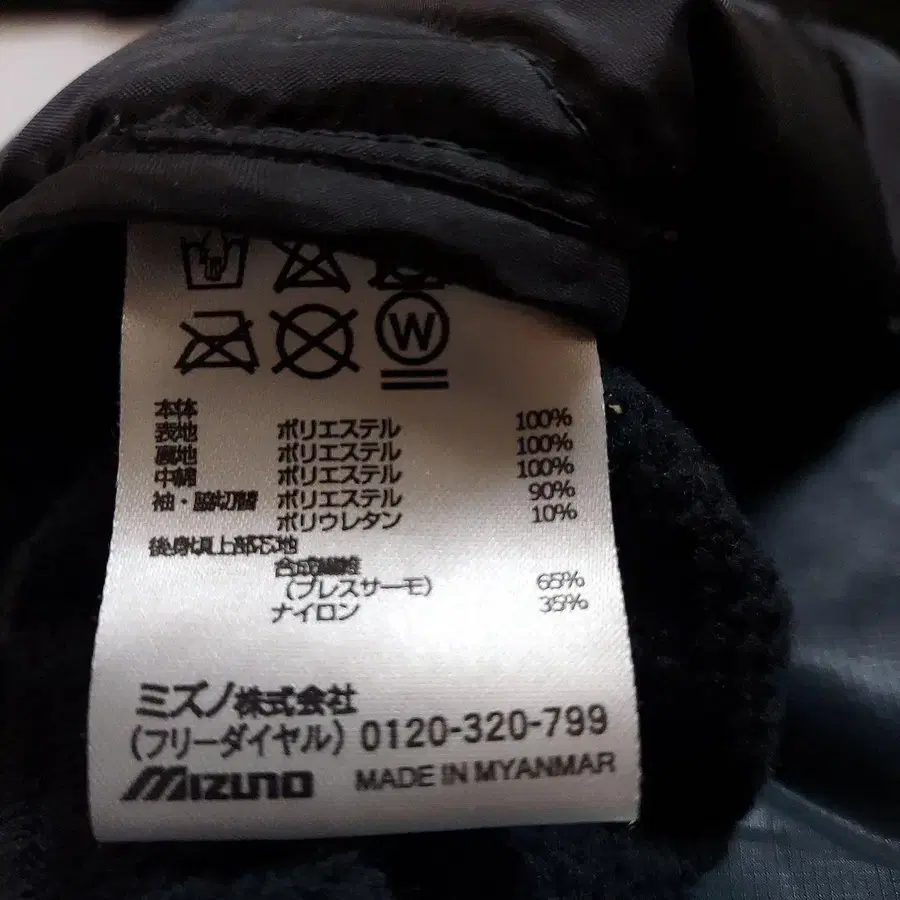 W
本体
表地 ポリエステル 100%
裏地 ポリエステル 100%
中綿 ポリエステル 100%
袖・脇切替 ポリエステル 90%
ポリウレタン 10%
後身頃上部芯地
合成繊維
(ブレスサーモ) 65%
ナイロン 35%
ミズノ株式会社
(フリーダイヤル) 0120-320-799
MIZUNO MADE IN MYANMAR